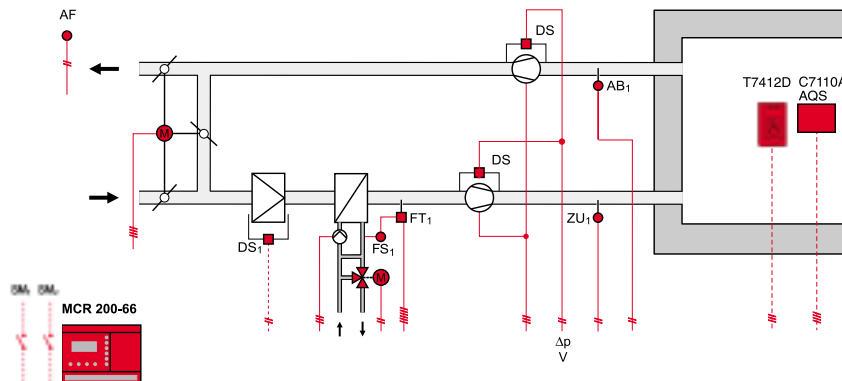 AF
DS
AB1
T7412D
C7110A
AQS
M
DS
DS1
FT1
FS1
ZU1
M
MCR 200-66
Δp
V